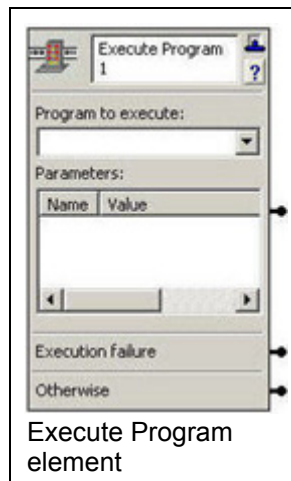 Execute Program
1
?
Program to execute:
Parameters:
Name Value
Execution failure
Otherwise
Execute Program
element